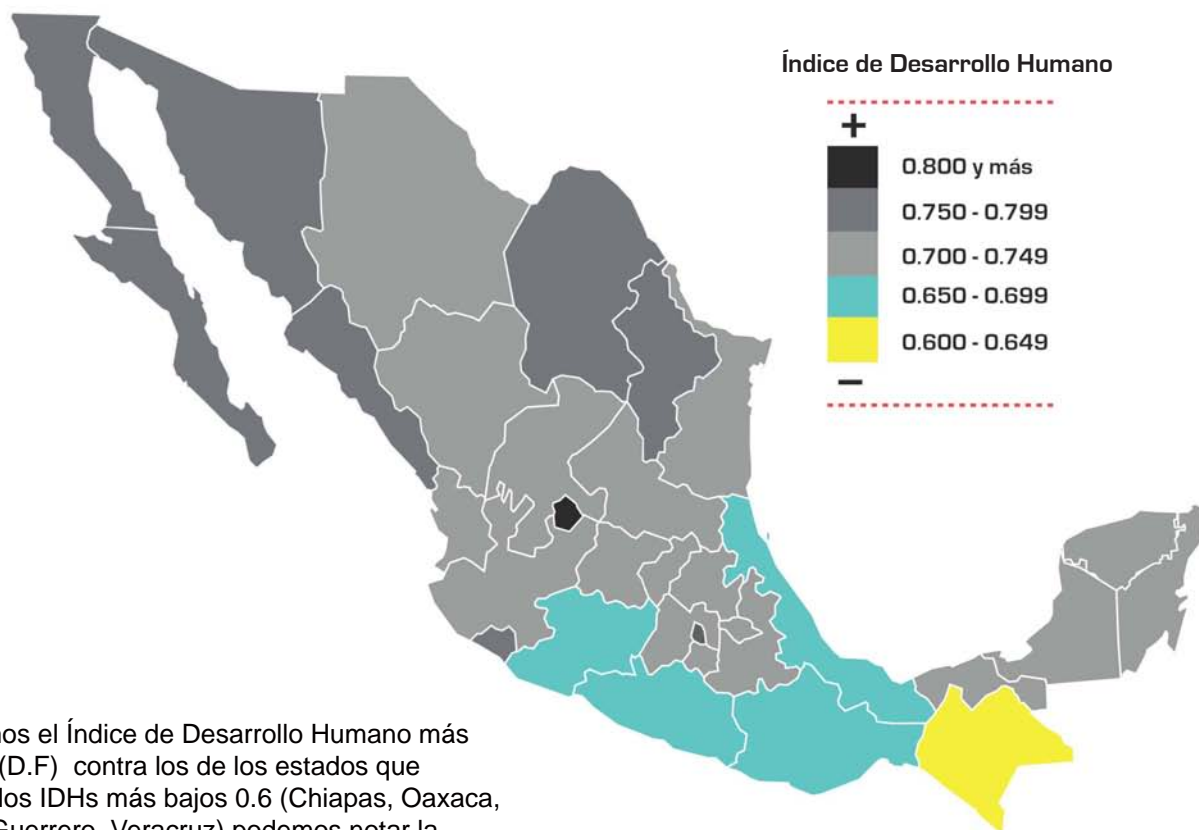 Índice de Desarrollo Humano
+
0.800 y más
0.750 - 0.799
0.700 - 0.749
0.650 - 0.699
0.600 - 0.649
–
el Índice de Desarrollo Humano más
(D.F) contra los de los estados que
los IDHs más bajos 0.6 (Chiapas, Oaxaca,
Guerrero, Veracruz) podemos notar la